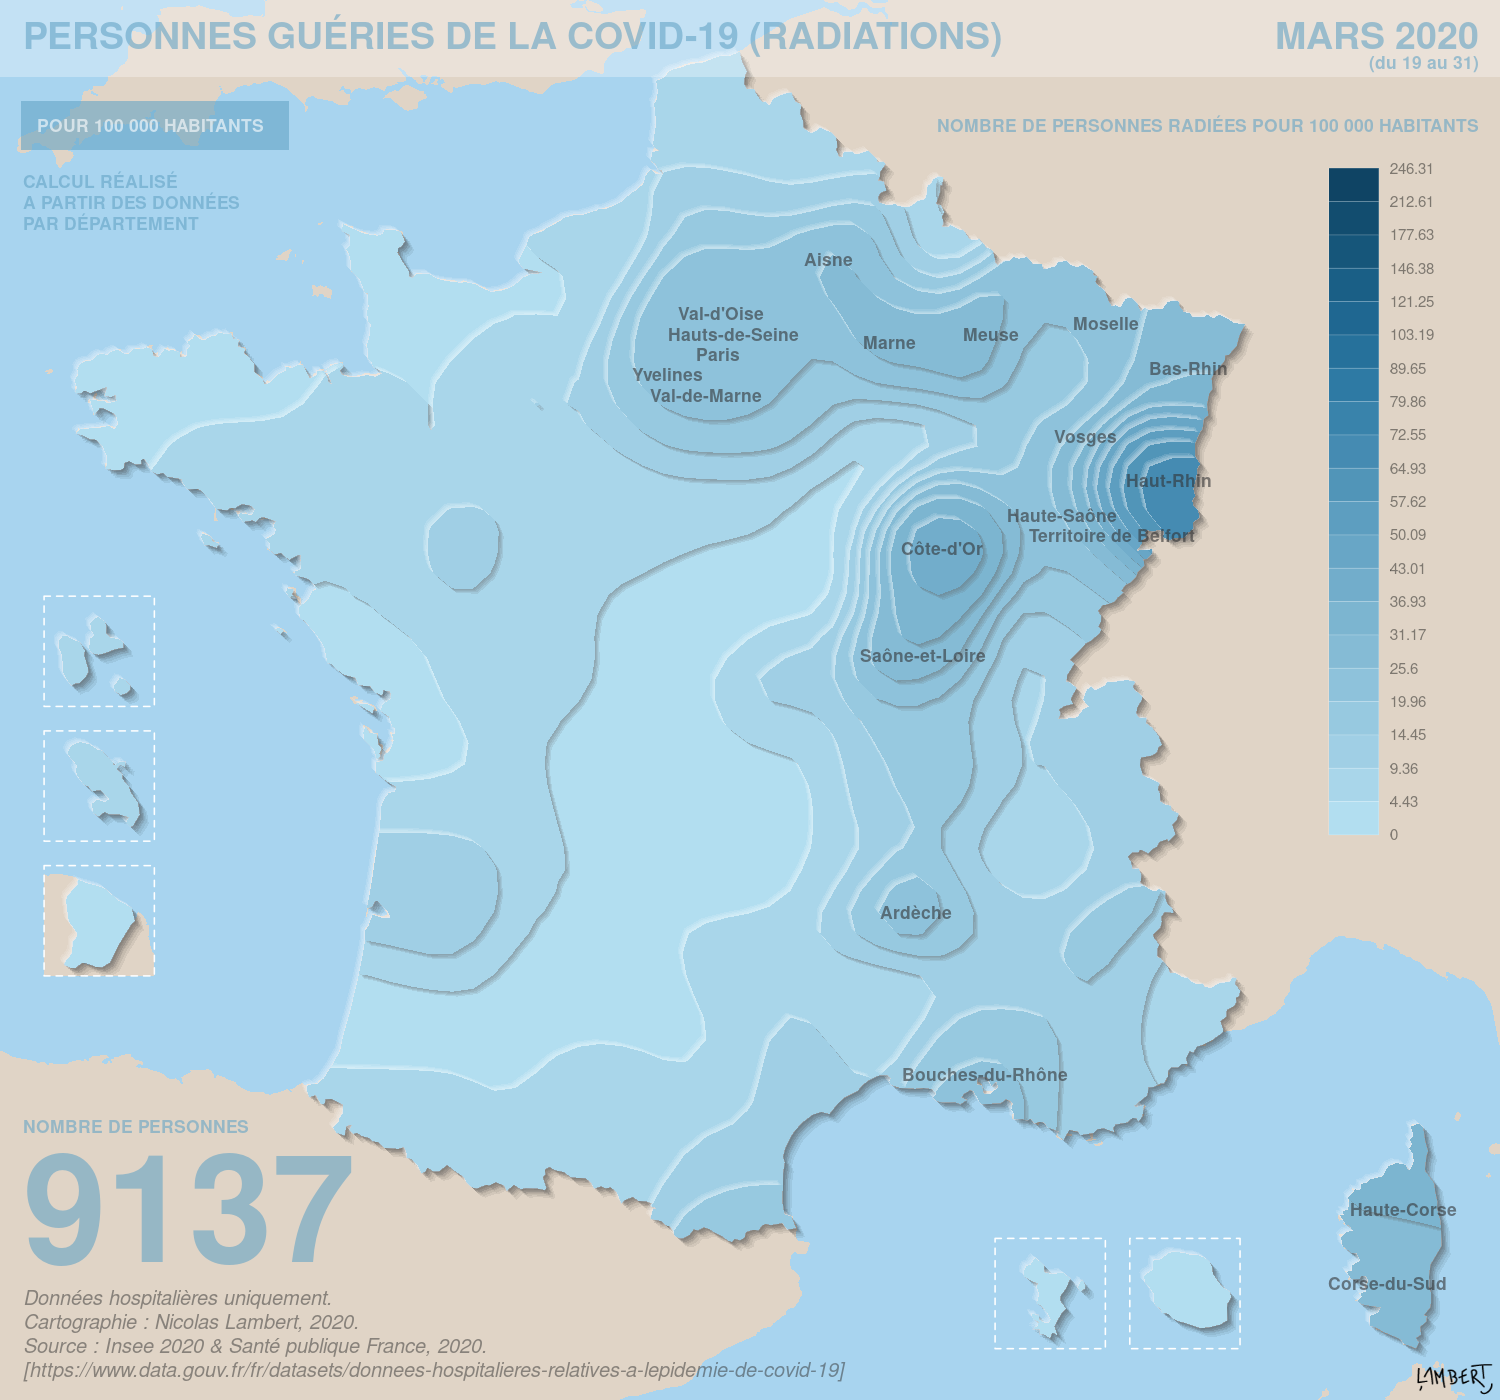 PERSONNES GUÉRIES DE LA COVID-19 (RADIATIONS)
MARS 2020
(du 19 au 31)
POUR 100 000 HABITANTS
CALCUL RÉALISÉ
A PARTIR DES DONNÉES
PAR DÉPARTEMENT
NOMBRE DE PERSONNES RADIÉES POUR 100 000 HABITANTS
246.31
212.61
177.63
146.38
121.25
103.19
89.65
79.86
72.55
64.93
57.62
50.09
43.01
36.93
31.17
25.6
19.96
14.45
9.36
4.43
0
Aisne
Val-d'Oise
Hauts-de-Seine
Paris
Yvelines
Val-de-Marne
Marne
Meuse
Moselle
Bas-Rhin
Vosges
Haut-Rhin
Haute-Saône
Territoire de Belfort
Côte-d'Or
Saône-et-Loire
Ardèche
Bouches-du-Rhône
Haute-Corse
Corse-du-Sud
NOMBRE DE PERSONNES
9137
Données hospitalières uniquement.
Cartographie : Nicolas Lambert, 2020.
Source : Insee 2020 & Santé publique France, 2020.
[https://www.data.gouv.fr/fr/datasets/donnees-hospitalieres-relatives-a-lepidemie-de-covid-19]
LAMBERT